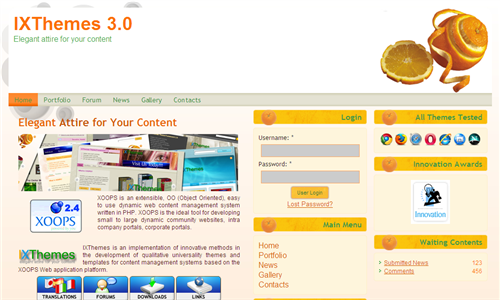 IXThemes 3.0
Elegant attire for your content
Home Portfolio Forum News Gallery Contacts
Elegant Attire for Your Content
XOOPS 2.4
XOOPS is an extensible, OO (Object Oriented), easy
to use dynamic web content management system
written in PHP. XOOPS is the ideal tool for developing
small to large dynamic community websites, intra
company portals, corporate portals.
IXThemes
IXThemes is an implementation of innovative methods in
the development of qualitative universality themes and
templates for content management systems based on the
XOOPS Web application platform.
TRANSLATIONS FORUMS DOWNLOADS LINKS
Login
Username: *
Password: *
User Login
Lost Password?
Main Menu
Home
Portfolio
News
Gallery
Contacts
All Themes Tested
Innovation Awards
Innovation
Waiting Contents
Submitted News 123
Comments 456